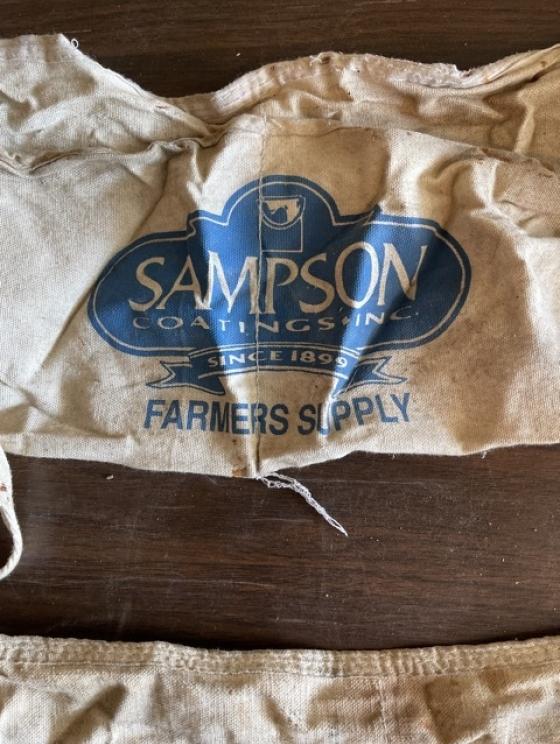 SAMPSON
COATINGS, INC.
SINCE 1899
FARMERS SUPPLY